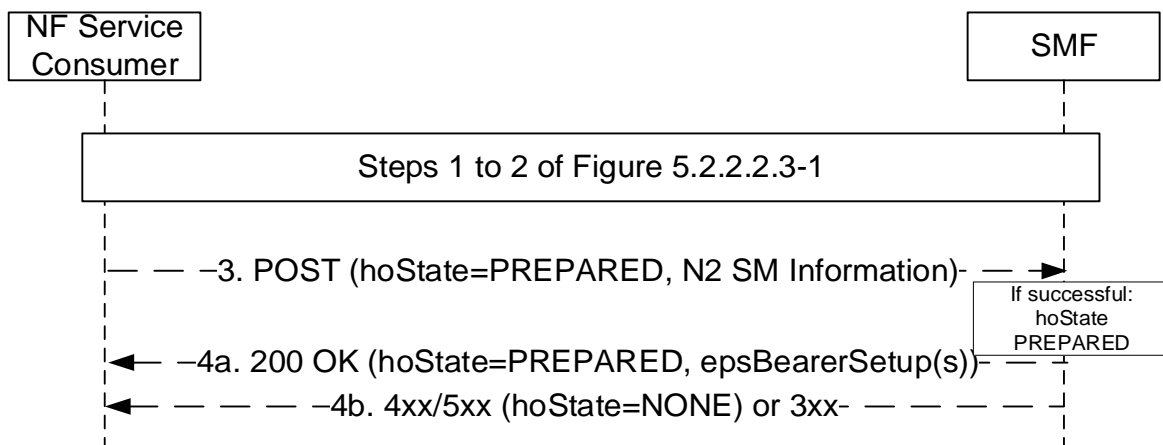 NF Service
Consumer
SMF
Steps 1 to 2 of Figure 5.2.2.2.3-1
3. POST (hoState=PREPARED, N2 SM Information)
If successful:
hoState
PREPARED
4a. 200 OK (hoState=PREPARED, epsBearerSetup(s))
4b. 4xx/5xx (hoState=NONE) or 3xx